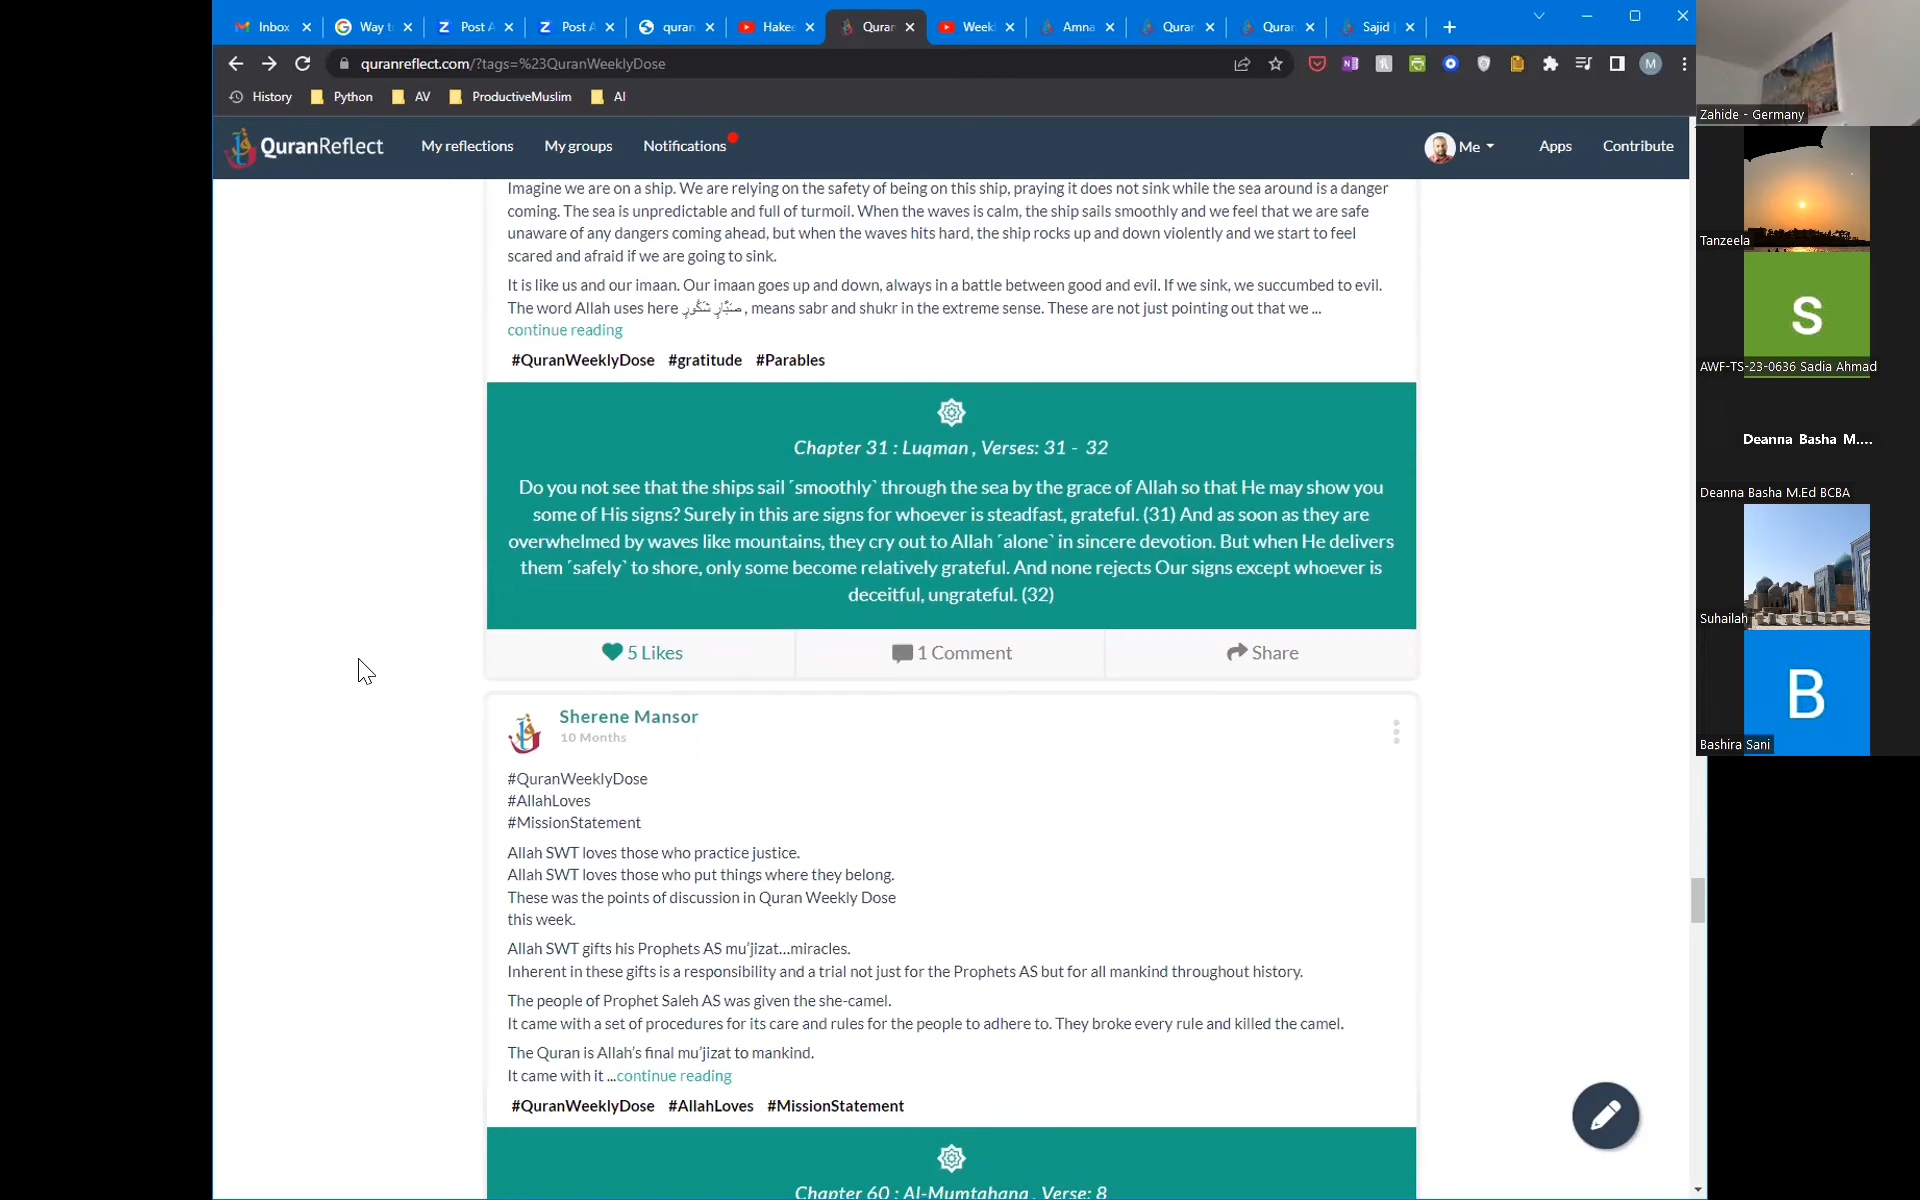 Inbox
Way t
Post A
Post A
quran
Hakee
Quran
Weekl
Amna
Quran
Quran
Sajid |
quranreflect.com/?tags=%23QuranWeeklyDose
M
History
Python
AV
ProductiveMuslim
AI
QuranReflect
My reflections
My groups
Notifications
Me
Apps
Contribute
Imagine we are on a ship. We are relying on the safety of being on this ship, praying it does not sink while the sea around is a danger
coming. The sea is unpredictable and full of turmoil. When the waves is calm, the ship sails smoothly and we feel that we are safe
unaware of any dangers coming ahead, but when the waves hits hard, the ship rocks up and down violently and we start to feel
scared and afraid if we are going to sink.
It is like us and our imaan. Our imaan goes up and down, always in a battle between good and evil. If we sink, we succumbed to evil.
The word Allah uses here صَبَّارٍ شَكُورٍ, means sabr and shukr in the extreme sense. These are not just pointing out that we ...
continue reading
#QuranWeeklyDose #gratitude #Parables
Chapter 31 : Luqman , Verses: 31 - 32
Do you not see that the ships sail ˹smoothly˺ through the sea by the grace of Allah so that He may show you
some of His signs? Surely in this are signs for whoever is steadfast, grateful. (31) And as soon as they are
overwhelmed by waves like mountains, they cry out to Allah ˹alone˺ in sincere devotion. But when He delivers
them ˹safely˺ to shore, only some become relatively grateful. And none rejects Our signs except whoever is
deceitful, ungrateful. (32)
5 Likes
1 Comment
Share
Sherene Mansor
10 Months
#QuranWeeklyDose
#AllahLoves
#MissionStatement
Allah SWT loves those who practice justice.
Allah SWT loves those who put things where they belong.
These was the points of discussion in Quran Weekly Dose
this week.
Allah SWT gifts his Prophets AS mu'jizat...miracles.
Inherent in these gifts is a responsibility and a trial not just for the Prophets AS but for all mankind throughout history.
The people of Prophet Saleh AS was given the she-camel.
It came with a set of procedures for its care and rules for the people to adhere to. They broke every rule and killed the camel.
The Quran is Allah's final mu'jizat to mankind.
It came with it ...continue reading
#QuranWeeklyDose #AllahLoves #MissionStatement
Chapter 60 : Al-Mumtahana , Verse: 8
Zahide - Germany
Tanzeela
S
AWF-TS-23-0636 Sadia Ahmad
Deanna Basha M....
Deanna Basha M.Ed BCBA
Suhailah
B
Bashira Sani